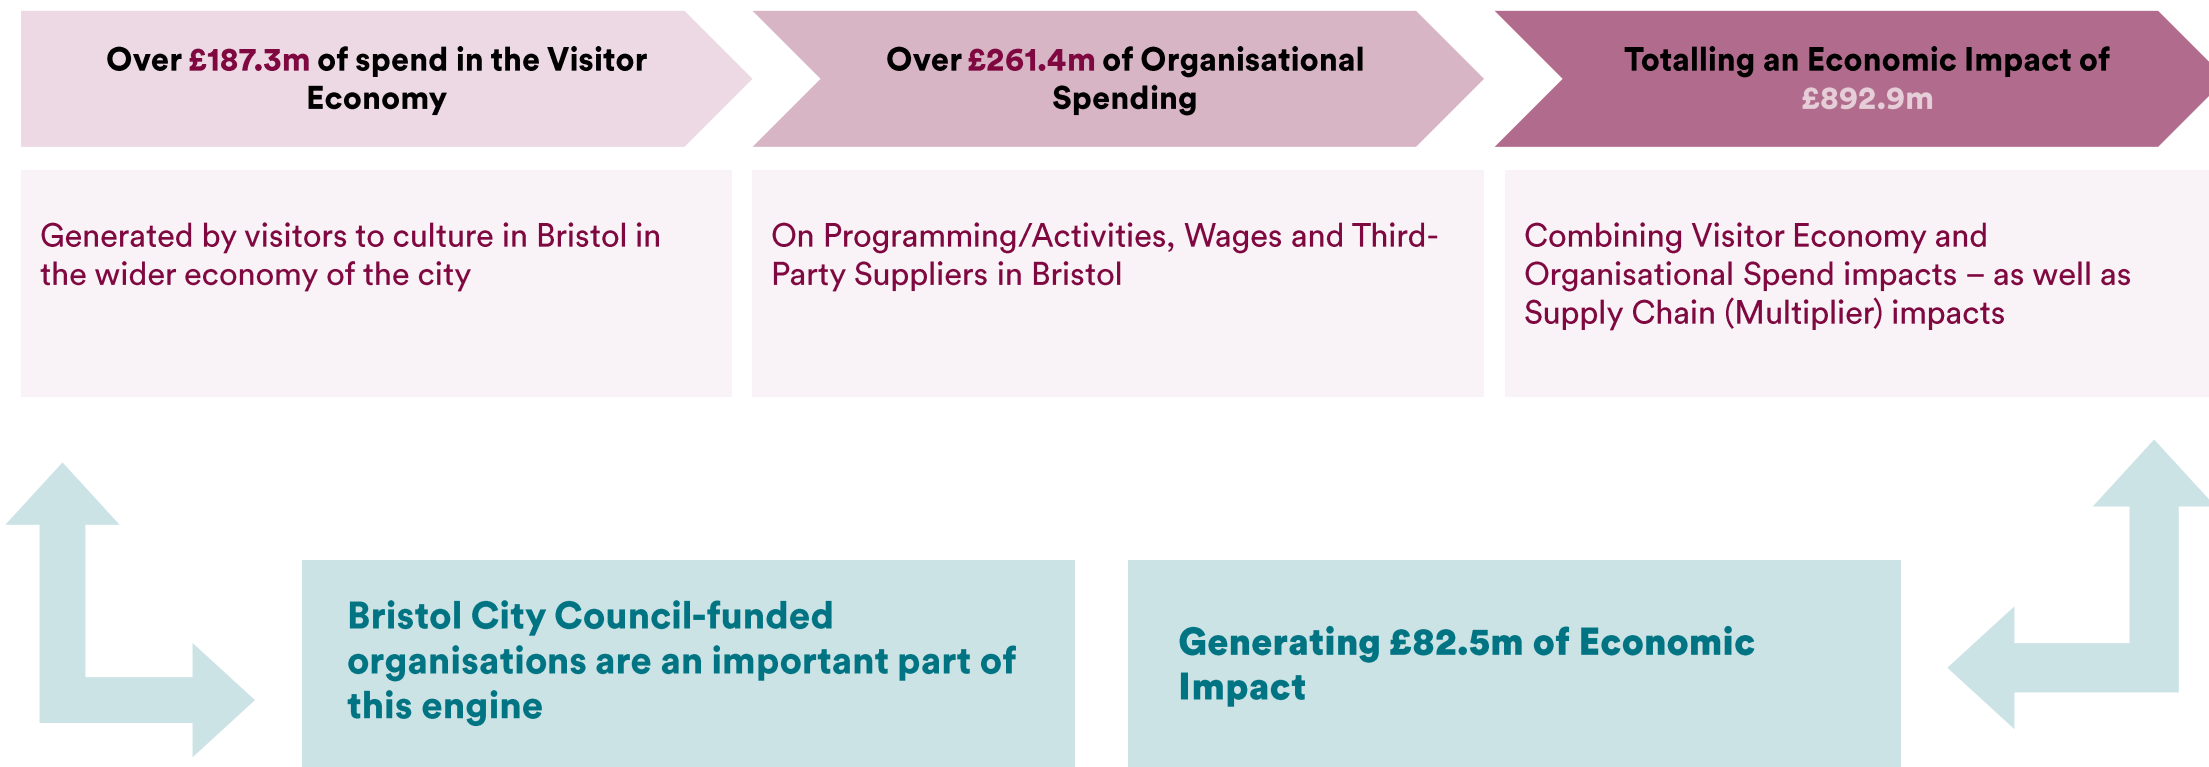 Over £187.3m of spend in the Visitor
Economy
Over £261.4m of Organisational
Spending
Totalling an Economic Impact of
£892.9m
Generated by visitors to culture in Bristol in
the wider economy of the city
On Programming/Activities, Wages and Third-
Party Suppliers in Bristol
Combining Visitor Economy and
Organisational Spend impacts – as well as
Supply Chain (Multiplier) impacts
Bristol City Council-funded
organisations are an important part of
this engine
Generating £82.5m of Economic
Impact